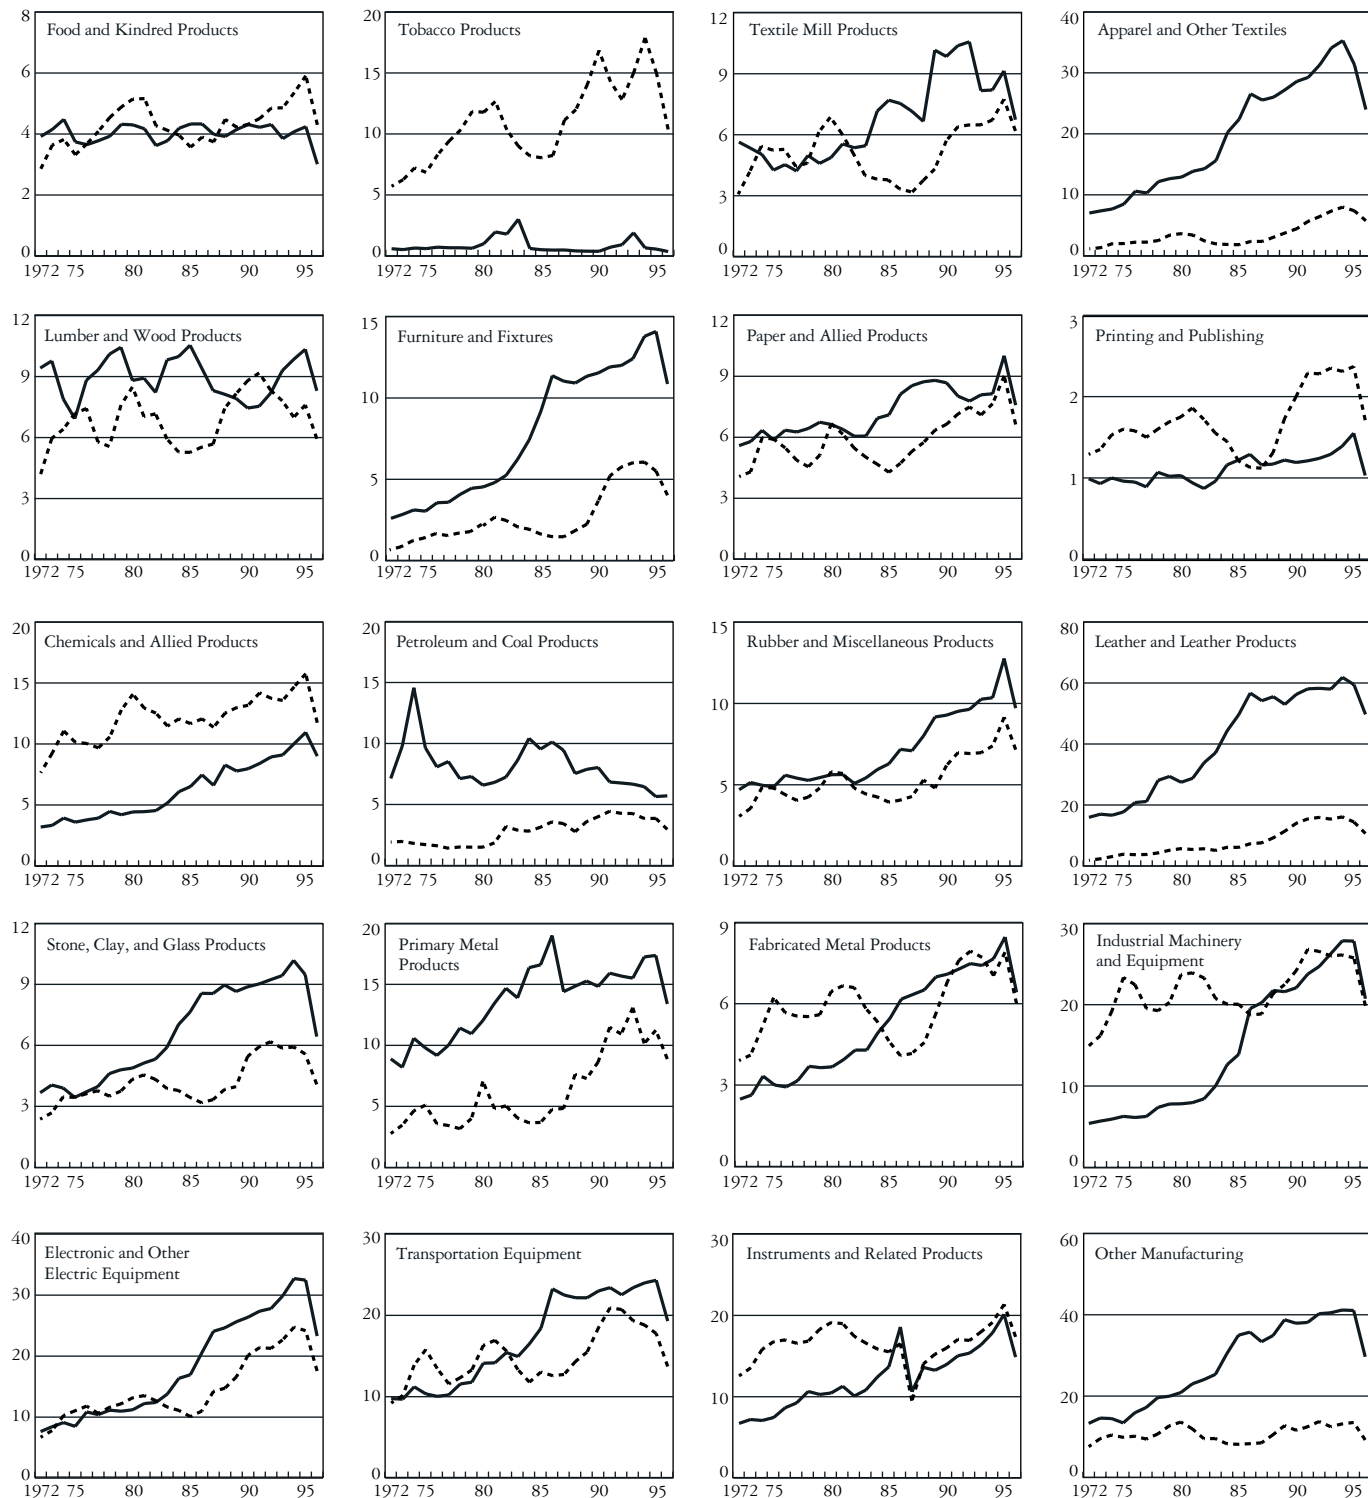 8
Food and Kindred Products
6
4
2
0
1972 75 80 85 90 95
20
Tobacco Products
15
10
5
0
1972 75 80 85 90 95
12
Textile Mill Products
9
6
3
0
1972 75 80 85 90 95
40
Apparel and Other Textiles
30
20
10
0
1972 75 80 85 90 95
12
Lumber and Wood Products
9
6
3
0
1972 75 80 85 90 95
15
Furniture and Fixtures
10
5
0
1972 75 80 85 90 95
12
Paper and Allied Products
9
6
3
0
1972 75 80 85 90 95
3
Printing and Publishing
2
1
0
1972 75 80 85 90 95
20
Chemicals and Allied Products
15
10
5
0
1972 75 80 85 90 95
20
Petroleum and Coal Products
15
10
5
0
1972 75 80 85 90 95
15
Rubber and Miscellaneous Products
10
5
0
1972 75 80 85 90 95
80
Leather and Leather Products
60
40
20
0
1972 75 80 85 90 95
12
Stone, Clay, and Glass Products
9
6
3
0
1972 75 80 85 90 95
20
Primary Metal
Products
15
10
5
0
1972 75 80 85 90 95
9
Fabricated Metal Products
6
3
0
1972 75 80 85 90 95
30
Industrial Machinery
and Equipment
20
10
0
1972 75 80 85 90 95
40
Electronic and Other
Electric Equipment
30
20
10
0
1972 75 80 85 90 95
30
Transportation Equipment
20
10
0
1972 75 80 85 90 95
30
Instruments and Related Products
20
10
0
1972 75 80 85 90 95
60
Other Manufacturing
40
20
0
1972 75 80 85 90 95